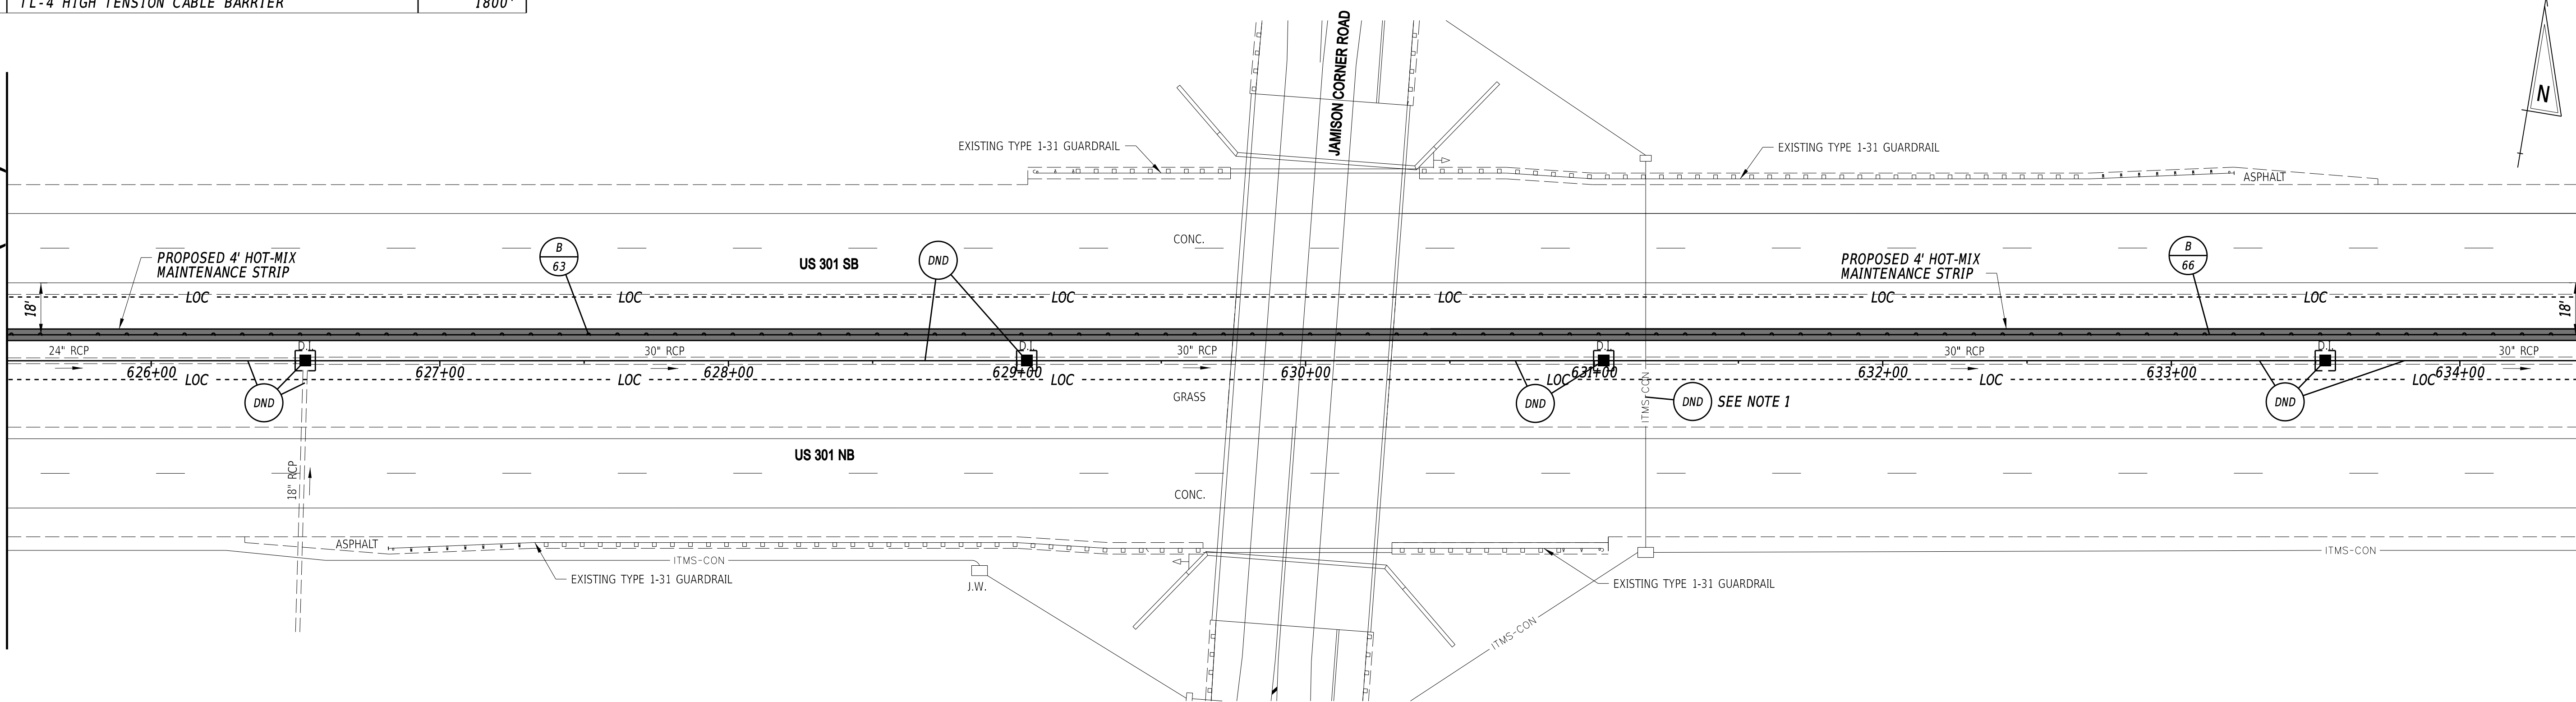 TL-4 HIGH TENSION CABLE BARRIER 1800'
JAMISON CORNER ROAD
N
EXISTING TYPE 1-31 GUARDRAIL
EXISTING TYPE 1-31 GUARDRAIL
ASPHALT
CONC.
PROPOSED 4' HOT-MIX
MAINTENANCE STRIP
B
63
DND
US 301 SB
PROPOSED 4' HOT-MIX
MAINTENANCE STRIP
B
66
18'
LOC
LOC
LOC
LOC
LOC
LOC
18'
24" RCP
D.I.
30" RCP
D.I.
30" RCP
D.I.
30" RCP
D.I.
30" RCP
626+00
627+00
628+00
629+00
630+00
631+00
632+00
633+00
634+00
LOC
LOC
LOC
LOC
LOC
LOC
DND
GRASS
DND
ITMS-CON
DND
SEE NOTE 1
DND
US 301 NB
18" RCP
CONC.
ASPHALT
ITMS-CON
EXISTING TYPE 1-31 GUARDRAIL
J.W.
EXISTING TYPE 1-31 GUARDRAIL
ITMS-CON
ITMS-CON